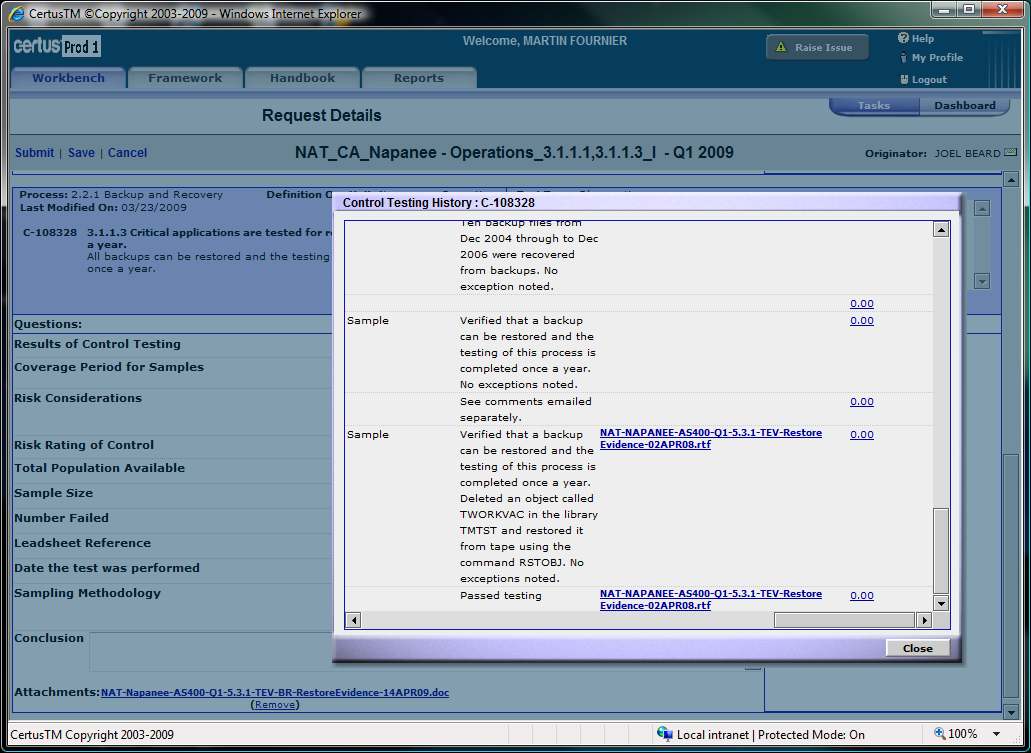 CertusTM ©Copyright 2003-2009 - Windows Internet Explorer
certus Prod 1
Welcome, MARTIN FOURNIER
Raise Issue
Help
My Profile
Logout
Workbench
Framework
Handbook
Reports
Request Details
Tasks
Dashboard
Submit | Save | Cancel
NAT_CA_Napanee - Operations_3.1.1.1,3.1.1.3_I - Q1 2009
Originator: JOEL BEARD
Process: 2.2.1 Backup and Recovery
Definition
Last Modified On: 03/23/2009
C-108328 3.1.1.3 Critical applications are tested for
a year.
All backups can be restored and the testing
once a year.
Questions:
Results of Control Testing
Coverage Period for Samples
Risk Considerations
Risk Rating of Control
Total Population Available
Sample Size
Number Failed
Leadsheet Reference
Date the test was performed
Sampling Methodology
Conclusion
Attachments: NAT-Napanee-AS400-Q1-5.3.1-TEV-BR-RestoreEvidence-14APR09.doc
(Remove)
Control Testing History : C-108328
Ten backup files from
Dec 2004 through to Dec
2006 were recovered
from backups. No
exception noted.
0.00
Sample
Verified that a backup
0.00
can be restored and the
testing of this process is
completed once a year.
No exceptions noted.
See comments emailed
0.00
separately.
Sample
Verified that a backup
NAT-NAPANEE-AS400-Q1-5.3.1-TEV-Restore
0.00
can be restored and the
Evidence-02APR08.rtf
testing of this process is
completed once a year.
Deleted an object called
TWORKVAC in the library
TMTST and restored it
from tape using the
command RSTOBJ. No
exceptions noted.
Passed testing
NAT-NAPANEE-AS400-Q1-5.3.1-TEV-Restore
0.00
Evidence-02APR08.rtf
Close
CertusTM Copyright 2003-2009
Local intranet | Protected Mode: On
100%